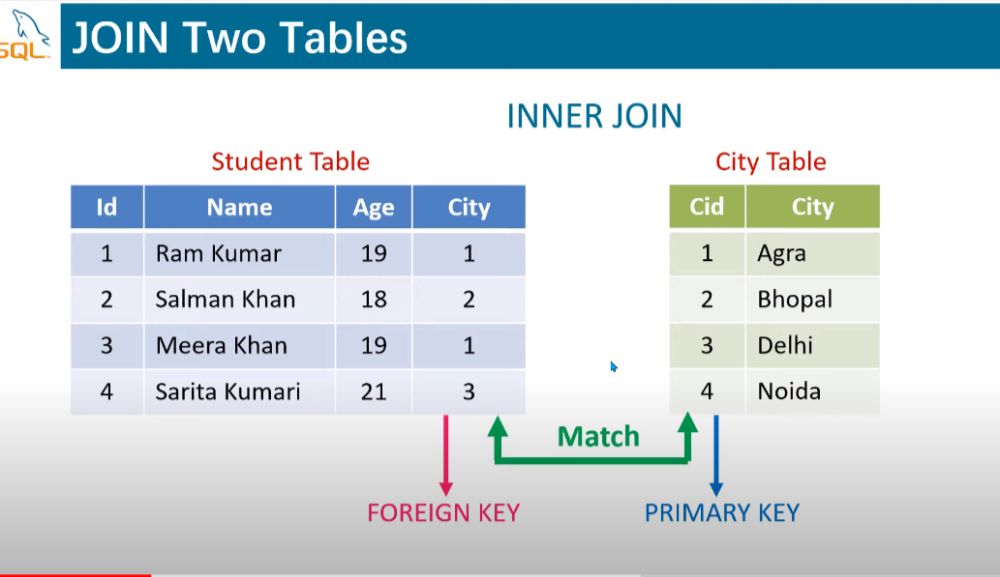 SQL
JOIN Two Tables
INNER JOIN
Student Table
Id Name Age City
1 Ram Kumar 19 1
2 Salman Khan 18 2
3 Meera Khan 19 1
4 Sarita Kumari 21 3
City Table
Cid City
1 Agra
2 Bhopal
3 Delhi
4 Noida
Match
FOREIGN KEY
PRIMARY KEY